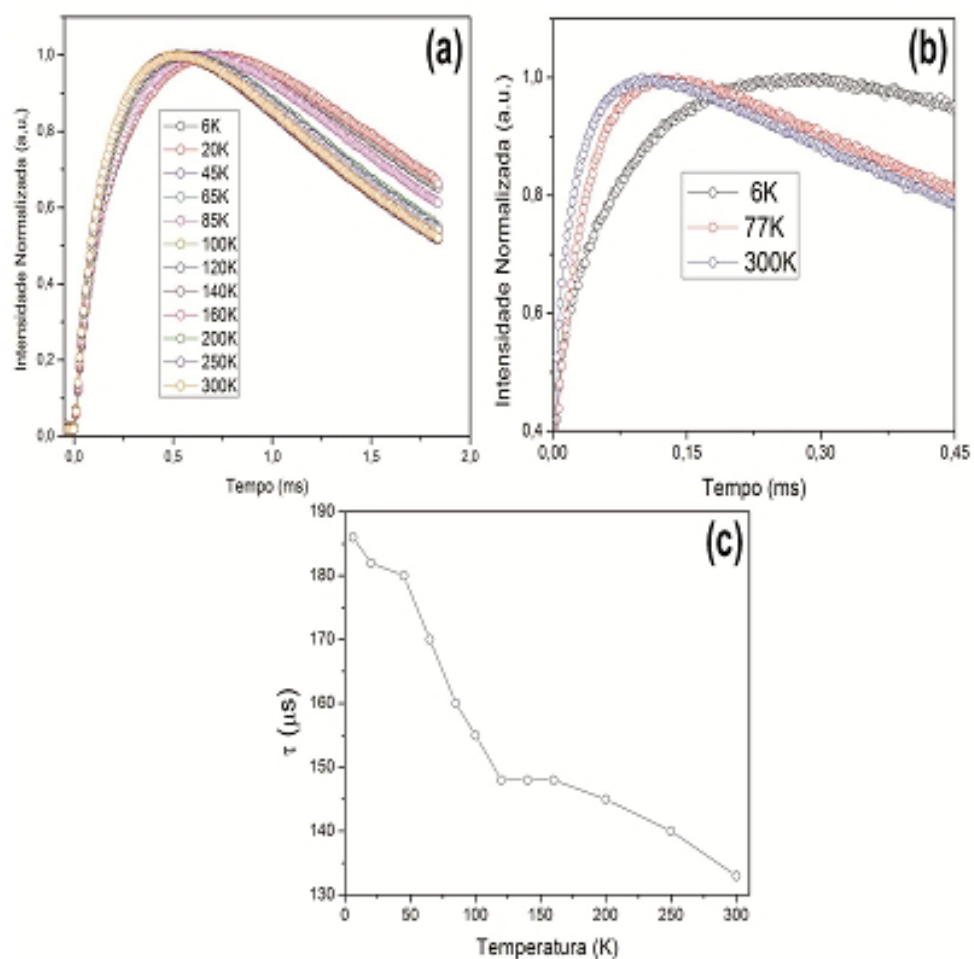 (a)
Intensidade Normalizada (a.u.)
1,0
0,8
0,6
0,4
0,2
0,0
6K
20K
45K
65K
85K
100K
120K
140K
160K
200K
250K
300K
0,0
0,5
1,0
1,5
2,0
Tempo (ms)
(b)
Intensidade Normalizada (a.u.)
1,0
0,8
0,6
0,4
6K
77K
300K
0,00
0,15
0,30
0,45
Tempo (ms)
(c)
τ (μs)
190
180
170
160
150
140
130
0
50
100
150
200
250
300
Temperatura (K)